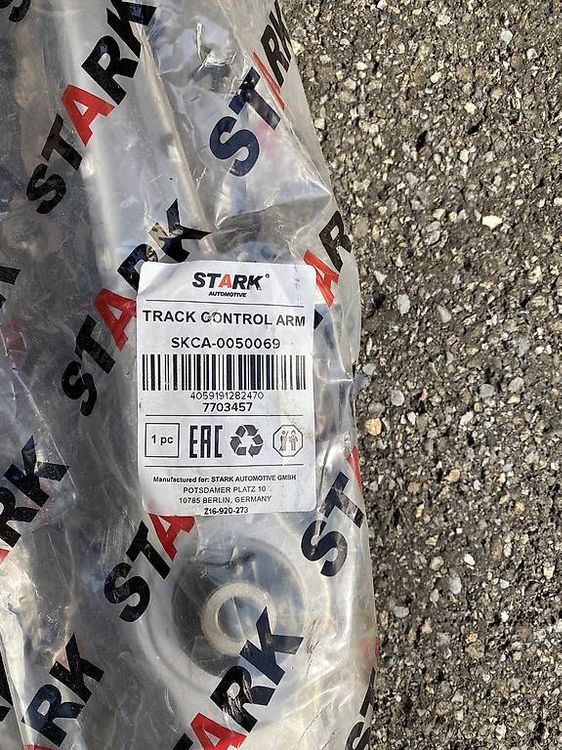 STARK
STARK
STARK
STARK
STARK®
AUTOMOTIVE
TRACK CONTROL ARM
SKCA-0050069
4059191282470
7703457
1 pc
EAC
Manufactured for: STARK AUTOMOTIVE GMBH
POTSDAMER PLATZ 10
10785 BERLIN, GERMANY
Z16-920-273
STARK
STARK
STARK